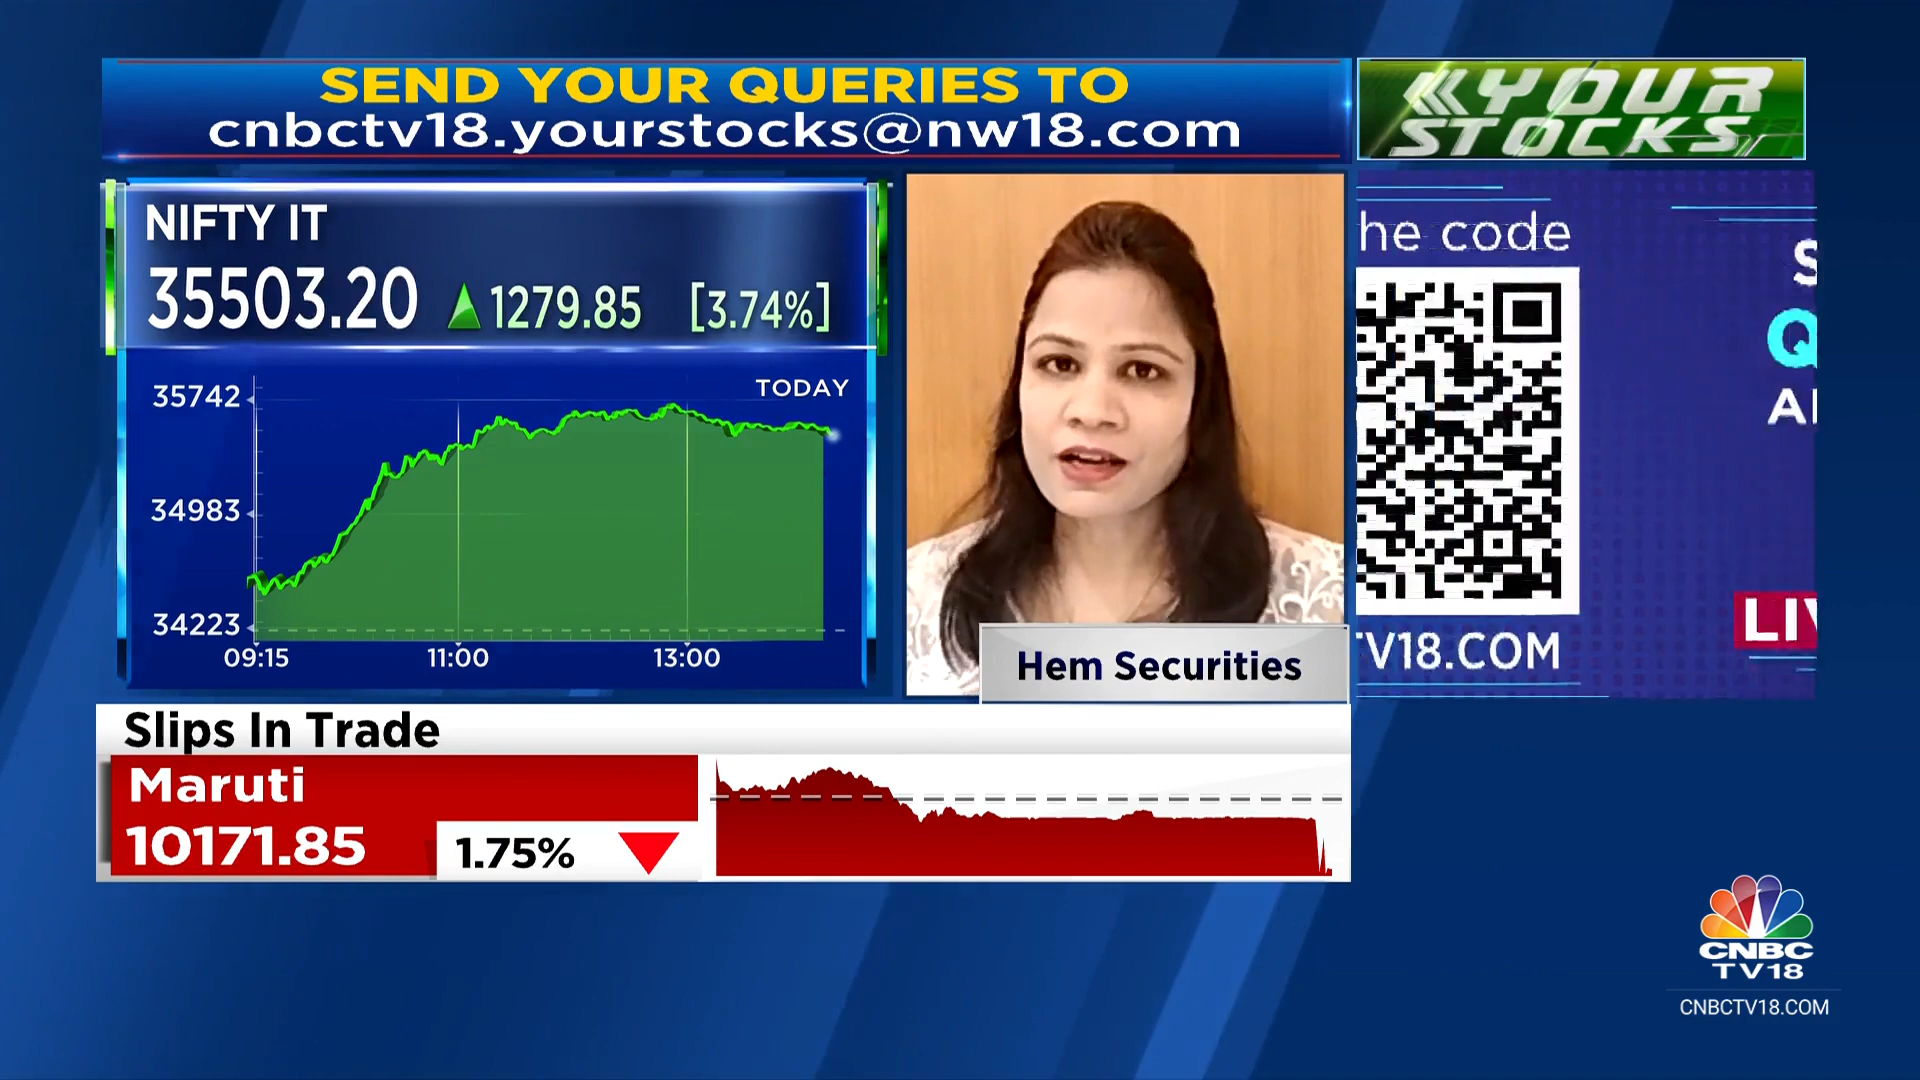 SEND YOUR QUERIES TO
cnbctv18.yourstocks@nw18.com
YOUR
STOCKS
NIFTY IT
35503.20 1279.85 [3.74%]
TODAY
35742
34983
34223
09:15 11:00 13:00
Hem Securities
he code
TV18.COM
S
Q
A
LIV
Slips In Trade
Maruti
10171.85
1.75%
CNBC
TV18
CNBCTV18.COM